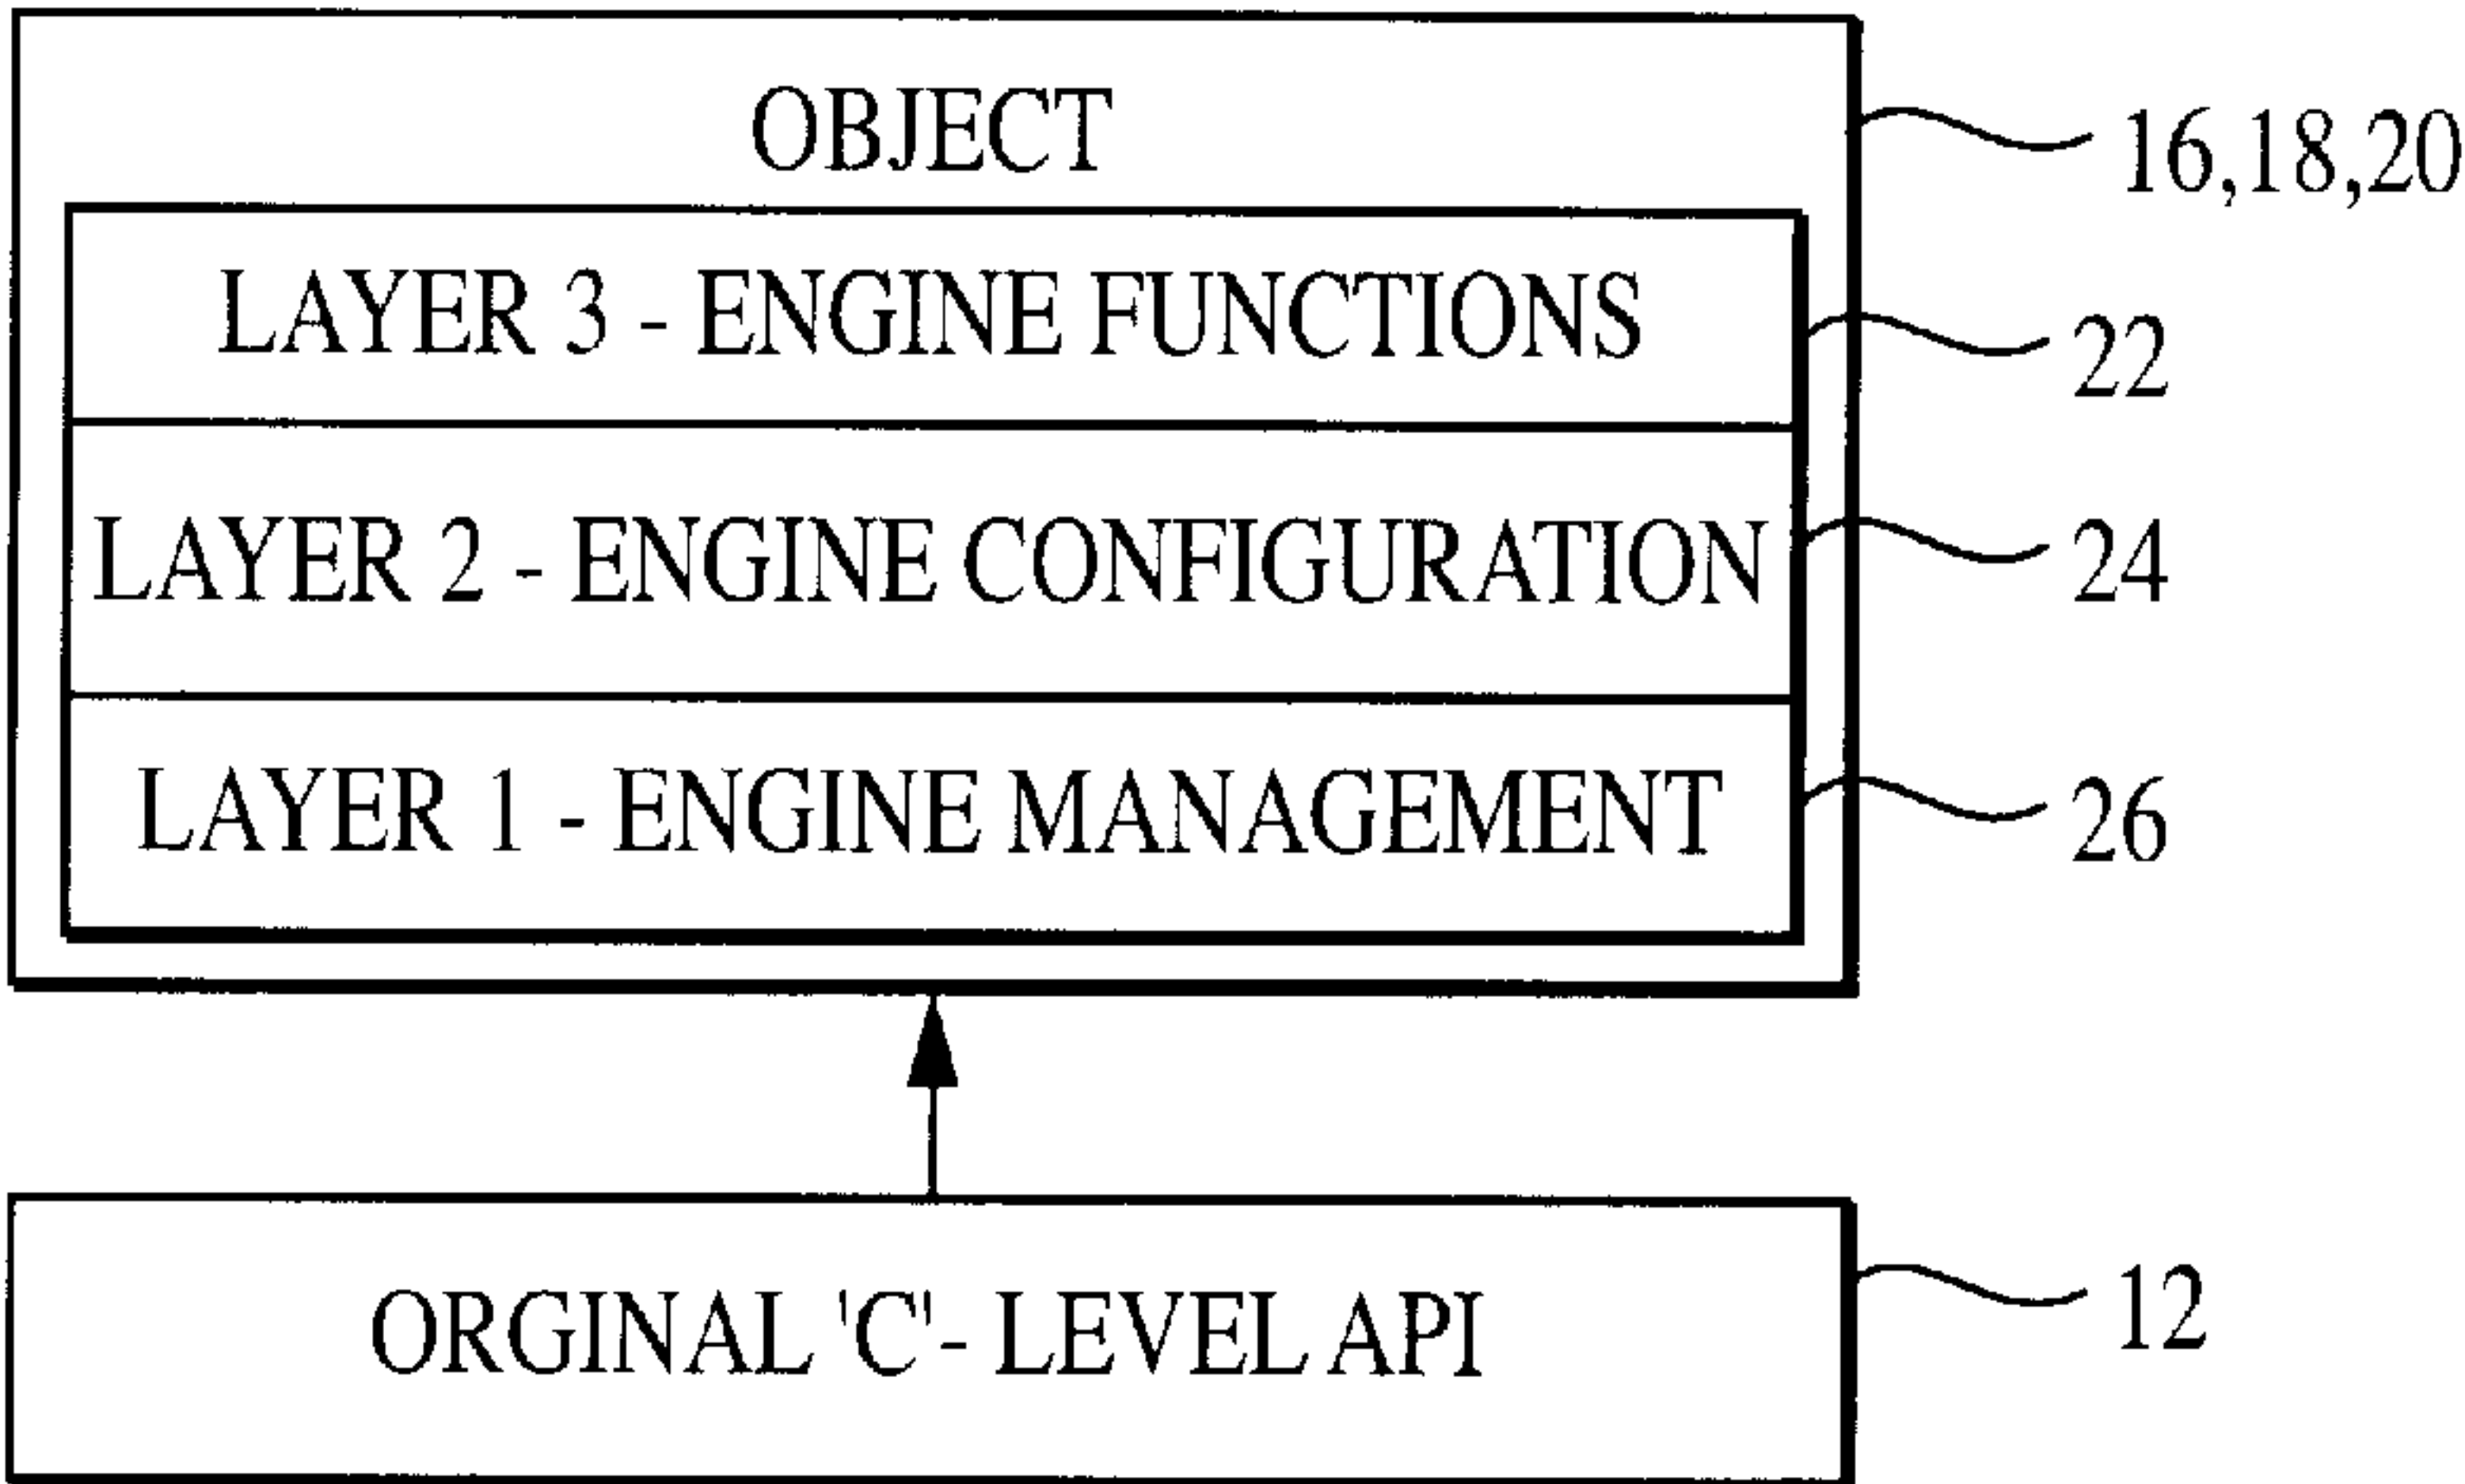 OBJECT
16,18,20
LAYER 3 - ENGINE FUNCTIONS
22
LAYER 2 - ENGINE CONFIGURATION
24
LAYER 1 - ENGINE MANAGEMENT
26
ORGINAL 'C'- LEVEL API
12